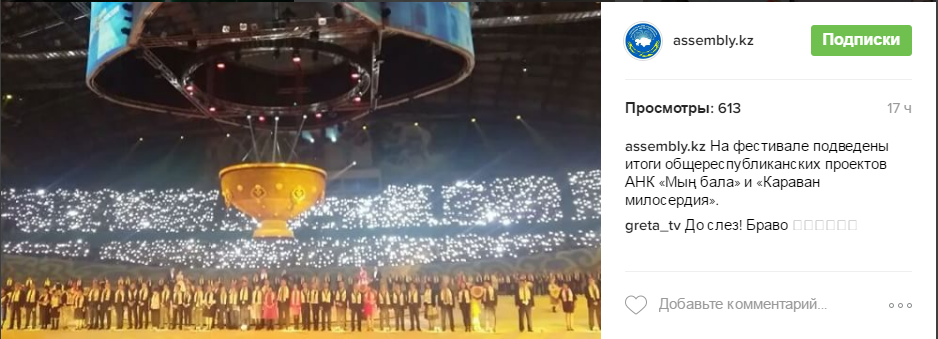 assembly.kz
Подписки
Просмотры: 613
17 ч
assembly.kz На фестивале подведены
итоги общереспубликанских проектов
АНК «Мың бала» и «Караван
милосердия».
greta_tv До слез! Браво
Добавьте комментарий...